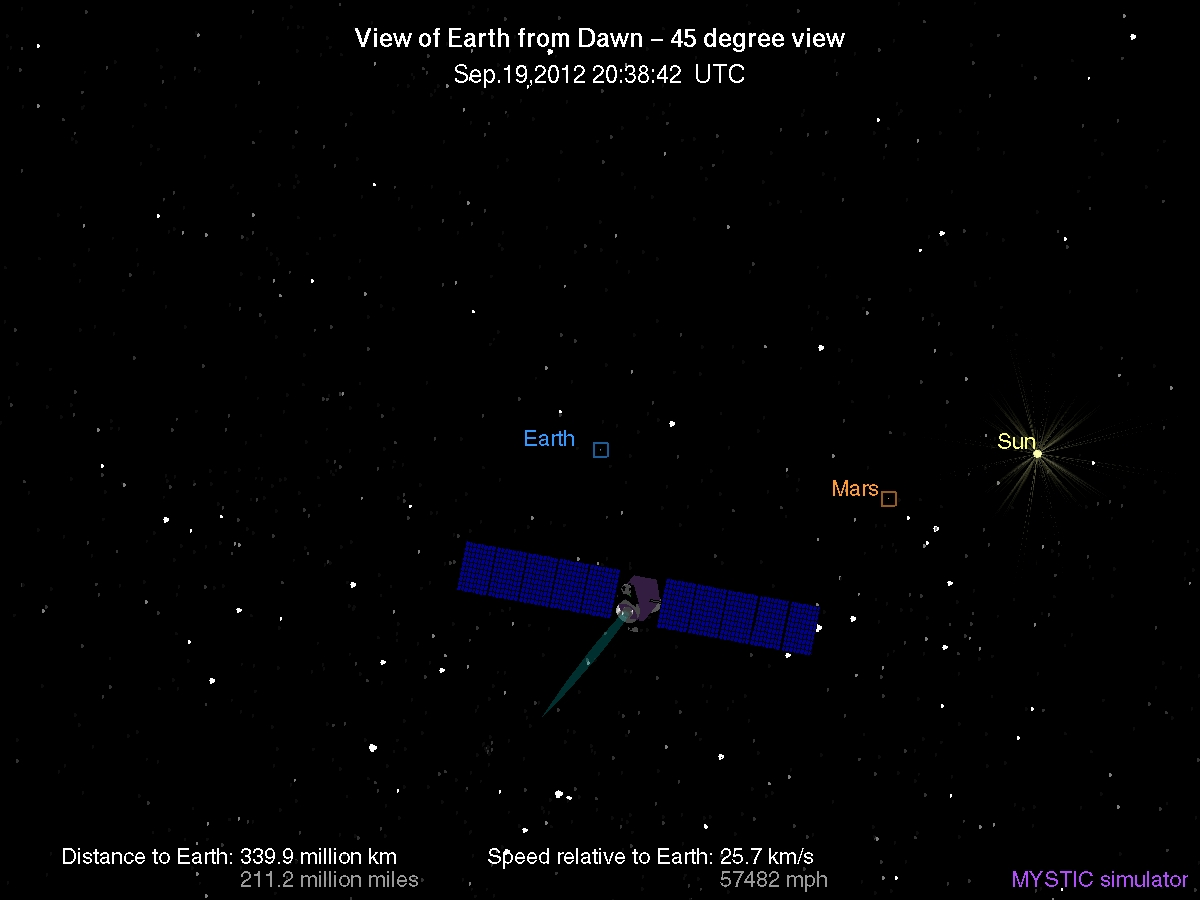 View of Earth from Dawn – 45 degree view
Sep.19,2012 20:38:42 UTC
Earth
Sun
Mars
Distance to Earth: 339.9 million km
211.2 million miles
Speed relative to Earth: 25.7 km/s
57482 mph
MYSTIC simulator